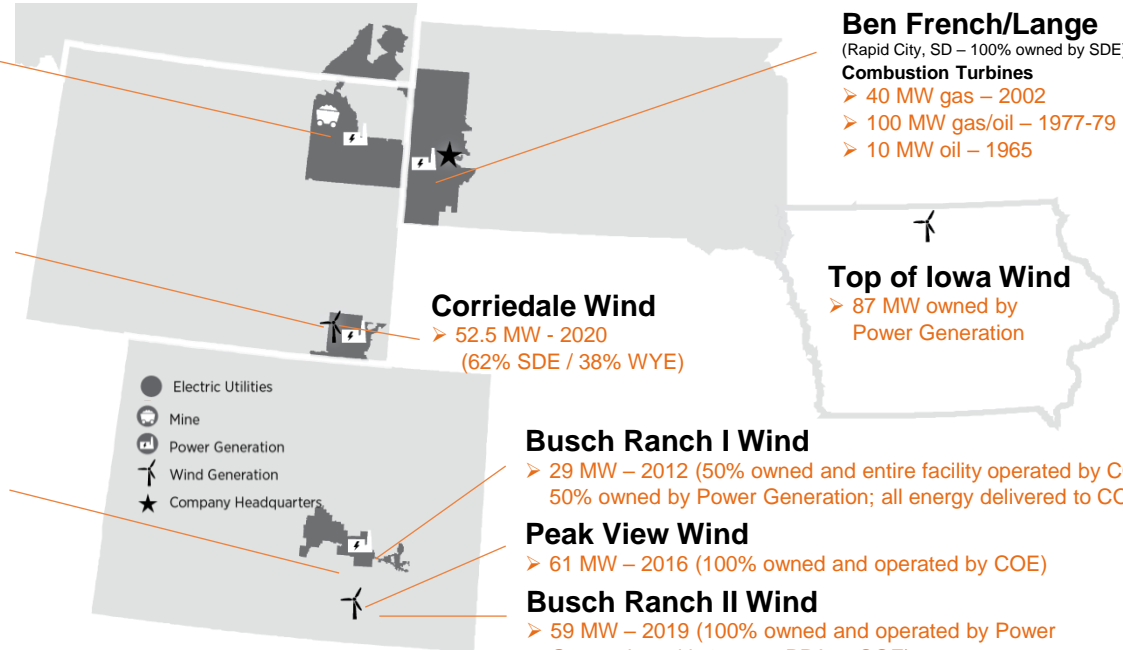 Ben French/Lange
(Rapid City, SD – 100% owned by SDE)
Combustion Turbines
➢ 40 MW gas – 2002
➢ 100 MW gas/oil – 1977-79
➢ 10 MW oil – 1965
Top of Iowa Wind
➢ 87 MW owned by
Power Generation
Corriedale Wind
➢ 52.5 MW - 2020
(62% SDE / 38% WYE)
Electric Utilities
Mine
Power Generation
Wind Generation
Company Headquarters
Busch Ranch I Wind
➢ 29 MW – 2012 (50% owned and entire facility operated by
50% owned by Power Generation; all energy delivered to
Peak View Wind
➢ 61 MW – 2016 (100% owned and operated by COE)
Busch Ranch II Wind
➢ 59 MW – 2019 (100% owned and operated by Power